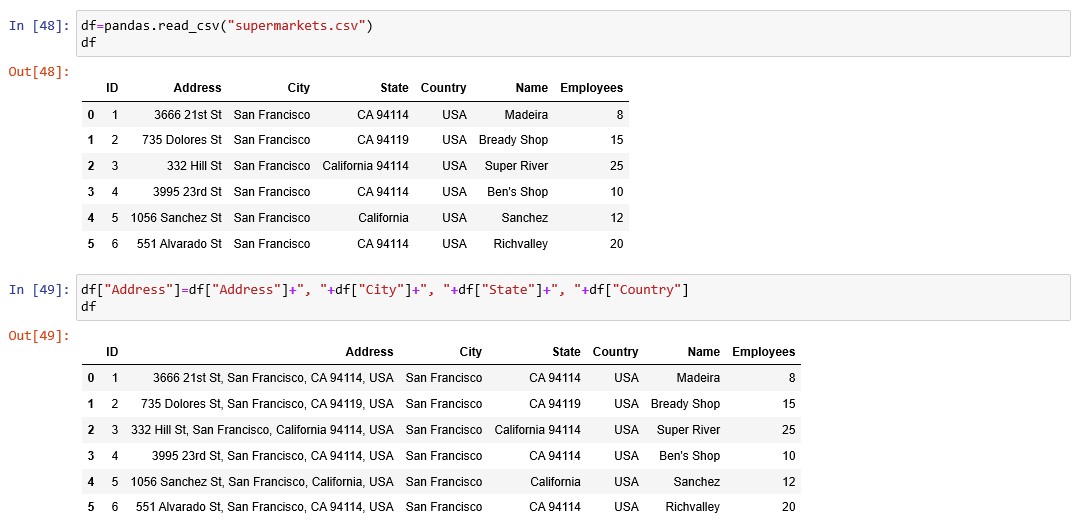 In [48]: df=pandas.read_csv("supermarkets.csv")
df
Out[48]:
ID Address City State Country Name Employees
0 1 3666 21st St San Francisco CA 94114 USA Madeira 8
1 2 735 Dolores St San Francisco CA 94119 USA Bready Shop 15
2 3 332 Hill St San Francisco California 94114 USA Super River 25
3 4 3995 23rd St San Francisco CA 94114 USA Ben's Shop 10
4 5 1056 Sanchez St San Francisco California USA Sanchez 12
5 6 551 Alvarado St San Francisco CA 94114 USA Richvalley 20
In [49]: df["Address"]=df["Address"]+", "+df["City"]+", "+df["State"]+", "+df["Country"]
df
Out[49]:
ID Address City State Country Name Employees
0 1 3666 21st St, San Francisco, CA 94114, USA San Francisco CA 94114 USA Madeira 8
1 2 735 Dolores St, San Francisco, CA 94119, USA San Francisco CA 94119 USA Bready Shop 15
2 3 332 Hill St, San Francisco, California 94114, USA San Francisco California 94114 USA Super River 25
3 4 3995 23rd St, San Francisco, CA 94114, USA San Francisco CA 94114 USA Ben's Shop 10
4 5 1056 Sanchez St, San Francisco, California, USA San Francisco California USA Sanchez 12
5 6 551 Alvarado St, San Francisco, CA 94114, USA San Francisco CA 94114 USA Richvalley 20